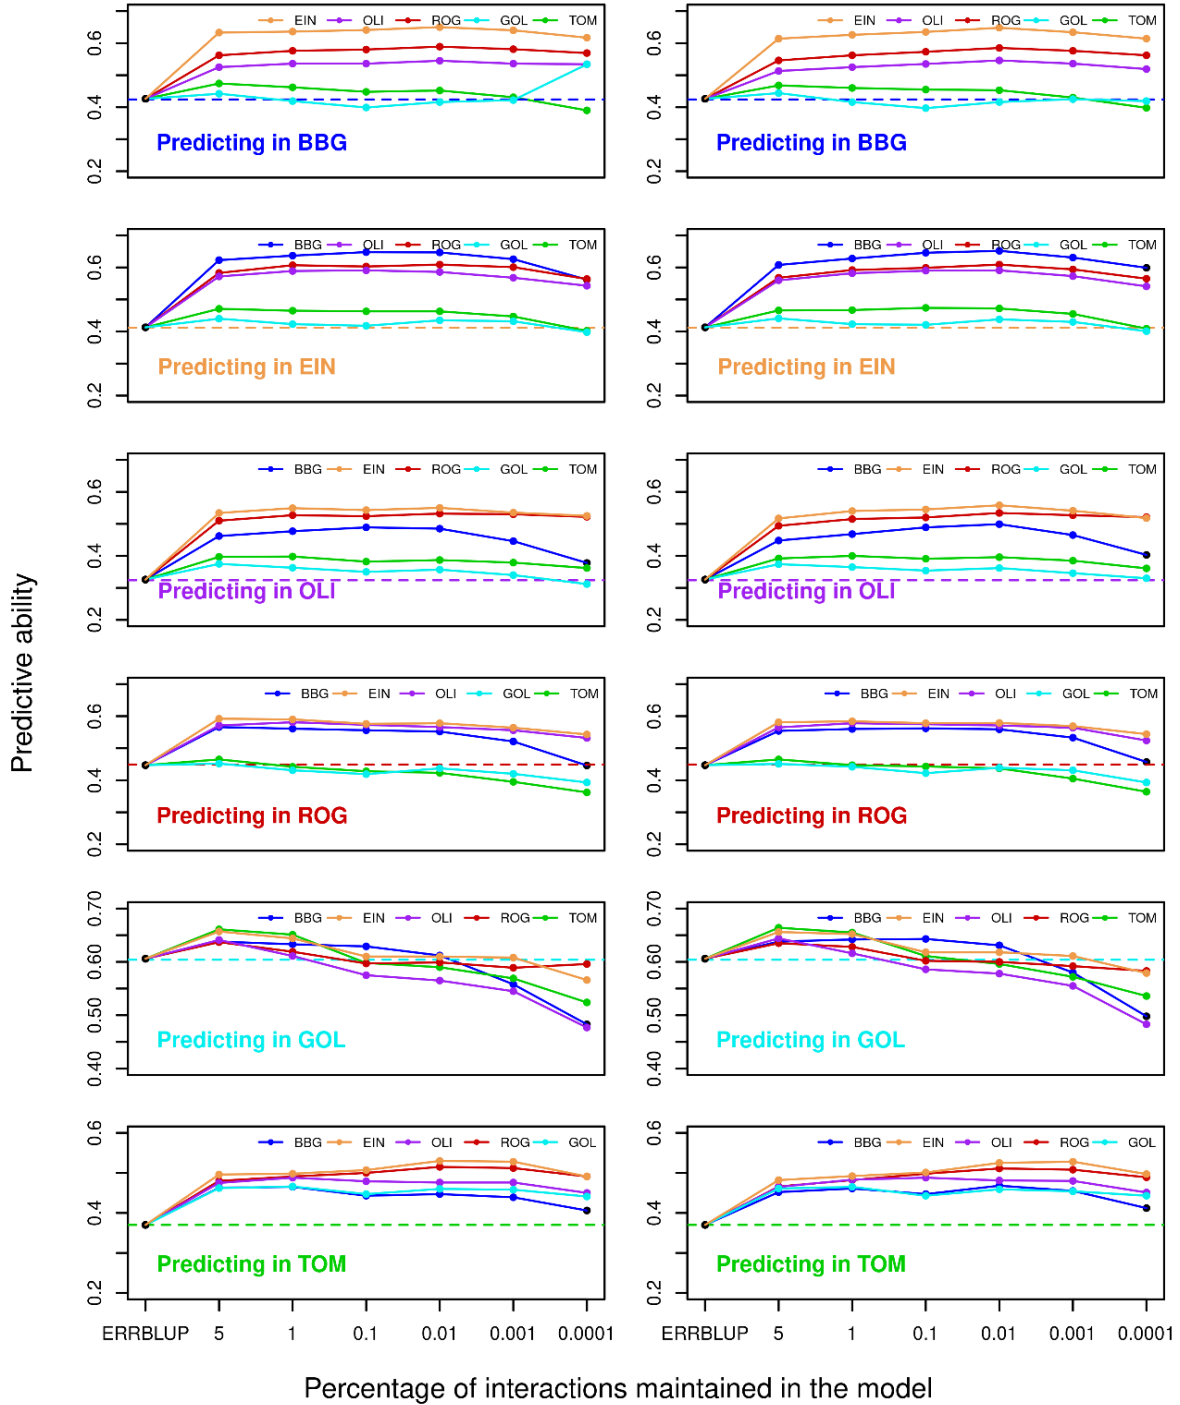 Predictive ability
EIN OLI ROG GOL TOM
0.6
0.4
0.2
Predicting in BBG
EIN OLI ROG GOL TOM
0.6
0.4
0.2
Predicting in BBG
BBG OLI ROG GOL TOM
0.6
0.4
0.2
Predicting in EIN
BBG OLI ROG GOL TOM
0.6
0.4
0.2
Predicting in EIN
BBG EIN ROG GOL TOM
0.6
0.4
0.2
Predicting in OLI
BBG EIN ROG GOL TOM
0.6
0.4
0.2
Predicting in OLI
BBG EIN OLI GOL TOM
0.6
0.4
0.2
Predicting in ROG
BBG EIN OLI GOL TOM
0.6
0.4
0.2
Predicting in ROG
BBG EIN OLI ROG TOM
0.70
0.60
0.50
0.40
Predicting in GOL
BBG EIN OLI ROG TOM
0.70
0.60
0.50
0.40
Predicting in GOL
BBG EIN OLI ROG GOL
0.6
0.4
0.2
Predicting in TOM
BBG EIN OLI ROG GOL
0.6
0.4
0.2
Predicting in TOM
ERRBLUP 5 1 0.1 0.01 0.001 0.0001
ERRBLUP 5 1 0.1 0.01 0.001 0.0001
Percentage of interactions maintained in the model